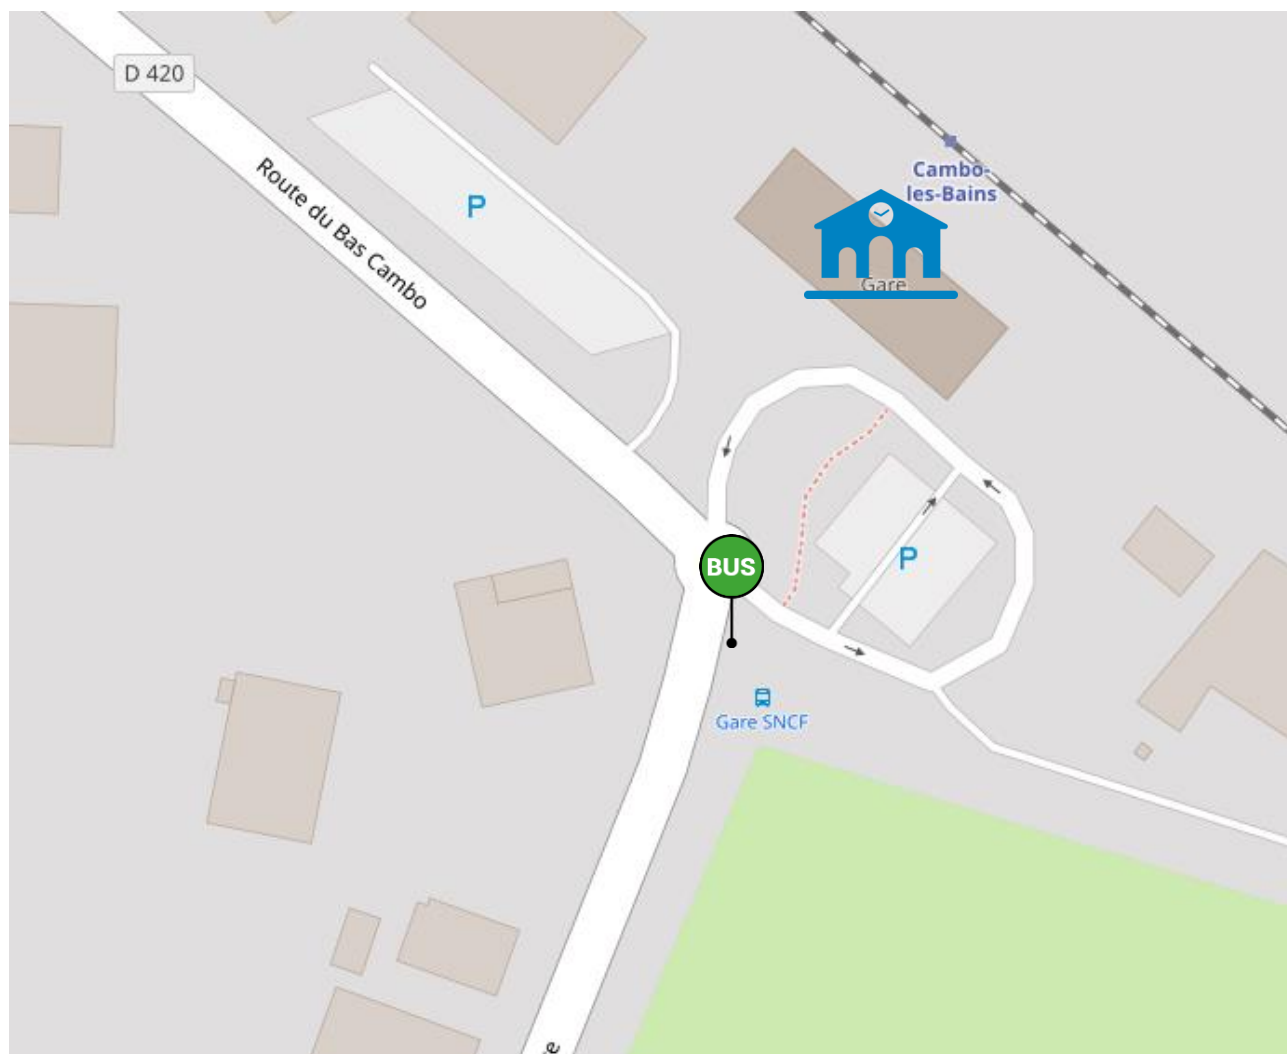 D 420
Route du Bas Cambo
P
Cambo-
les-Bains
Gare
BUS
P
Gare SNCF
e